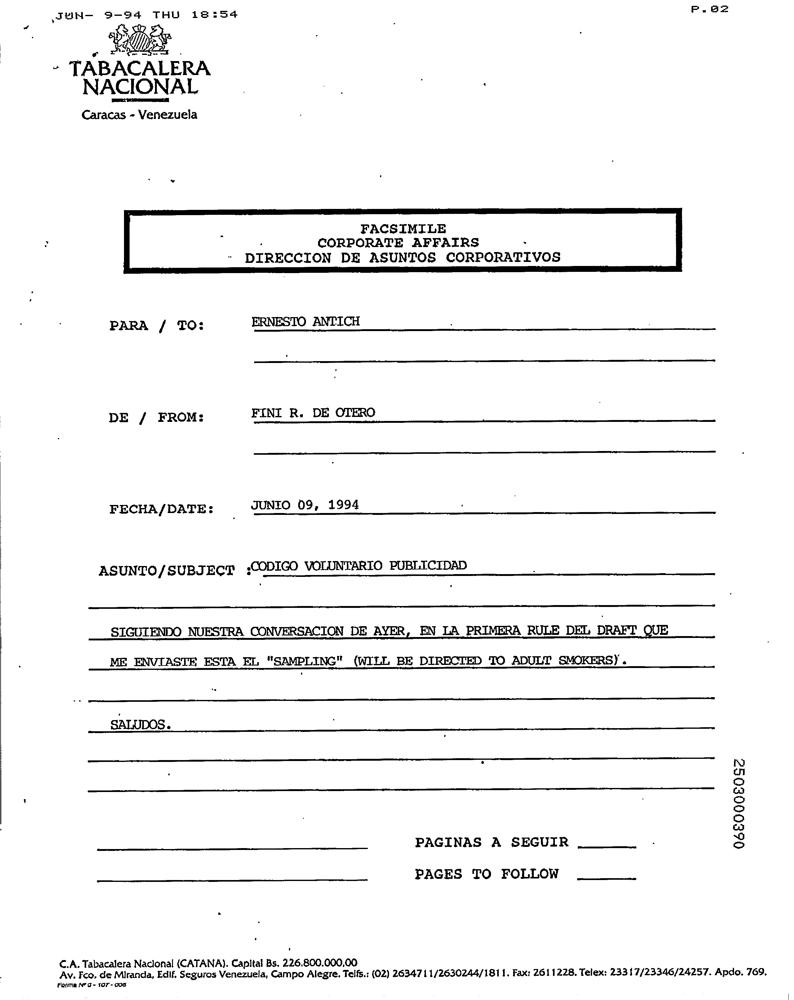 JUN- 9-94 THU 18:54
P.02
TABACALERA
NACIONAL
Caracas - Venezuela
FACSIMILE
CORPORATE AFFAIRS
DIRECCION DE ASUNTOS CORPORATIVOS
PARA / TO: ERNESTO ANTICH
DE / FROM: FINI R. DE OTERO
FECHA/DATE: JUNIO 09, 1994
ASUNTO/SUBJECT :CODIGO VOLUNTARIO PUBLICIDAD
SIGUIENDO NUESTRA CONVERSACION DE AYER, EN LA PRIMERA RULE DEL DRAFT QUE
ME ENVIASTE ESTA EL "SAMPLING" (WILL BE DIRECTED TO ADULT SMOKERS).
SALUDOS.
2503000390
PAGINAS A SEGUIR
PAGES TO FOLLOW
C.A. Tabacalera Nacional (CATANA). Capital Bs. 226.800.000,00
Av. Fco. de Miranda, Edif. Seguros Venezuela, Campo Alegre. Telfs.: (02) 2634711/2630244/1811. Fax: 2611228. Telex: 23317/23346/24257. Apdo. 769.
Forma Nº 0 - 107 - 006